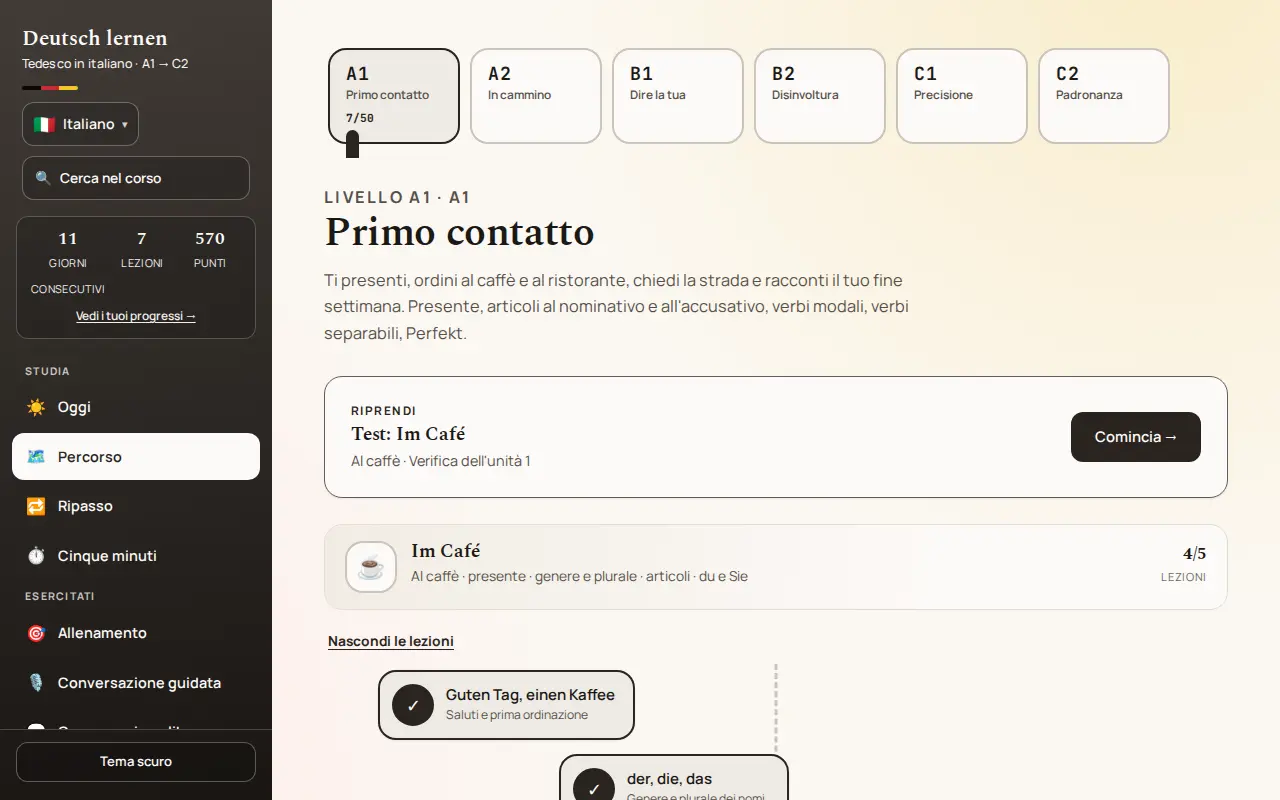 Deutsch lernen
Tedesco in italiano · A1 → C2
Italiano ▾
Cerca nel corso
11
GIORNI CONSECUTIVI
7
LEZIONI
570
PUNTI
Vedi i tuoi progressi →
STUDIA
Oggi
Percorso
Ripasso
Cinque minuti
ESERCITATI
Allenamento
Conversazione guidata
Tema scuro
A1
Primo contatto
7/50
A2
In cammino
B1
Dire la tua
B2
Disinvoltura
C1
Precisione
C2
Padronanza
LIVELLO A1 · A1
Primo contatto
Ti presenti, ordini al caffè e al ristorante, chiedi la strada e racconti il tuo fine
settimana. Presente, articoli al nominativo e all'accusativo, verbi modali, verbi
separabili, Perfekt.
RIPRENDI
Test: Im Café
Al caffè · Verifica dell'unità 1
Comincia →
Im Café
Al caffè · presente · genere e plurale · articoli · du e Sie
4/5
LEZIONI
Nascondi le lezioni
Guten Tag, einen Kaffee
Saluti e prima ordinazione
der, die, das
Genere e plurale dei nomi